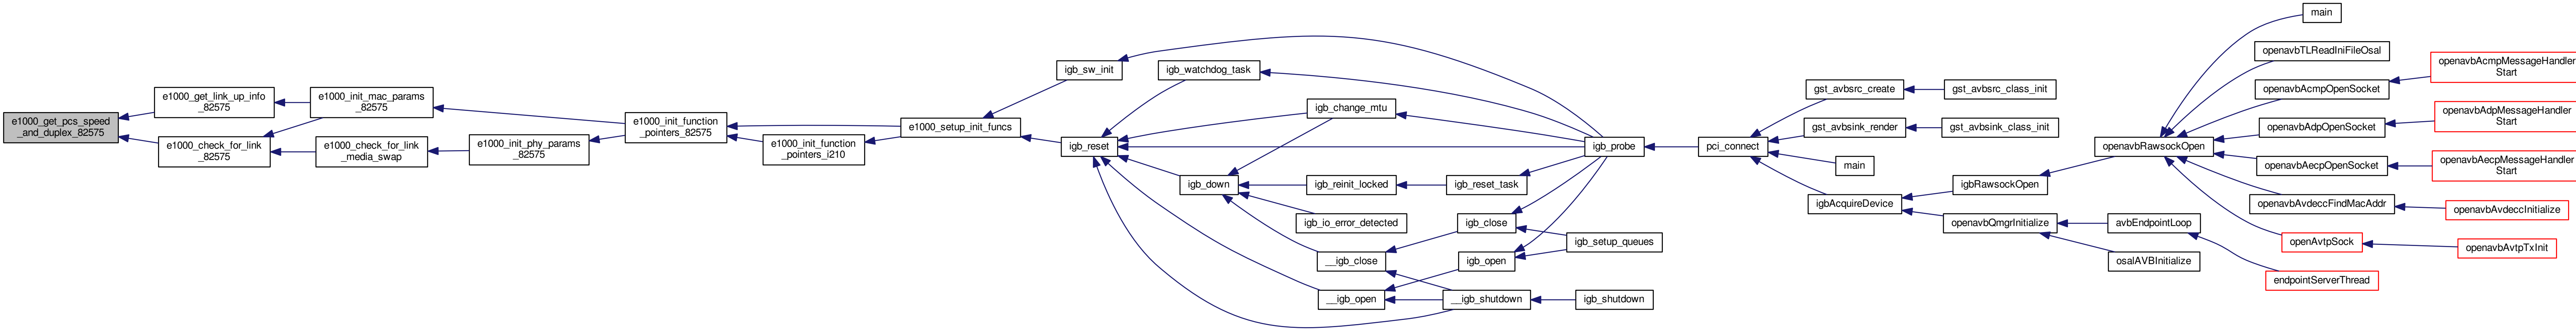 e1000_get_pcs_speed
_and_duplex_82575
e1000_get_link_up_info
_82575
e1000_check_for_link
_82575
e1000_init_mac_params
_82575
e1000_check_for_link
_media_swap
e1000_init_phy_params
_82575
e1000_init_function
_pointers_82575
e1000_init_function
_pointers_i210
e1000_setup_init_funcs
igb_sw_init
igb_reset
igb_watchdog_task
igb_change_mtu
igb_down
igb_reinit_locked
igb_reset_task
igb_io_error_detected
__igb_close
igb_close
igb_open
__igb_open
__igb_shutdown
igb_setup_queues
igb_shutdown
igb_probe
pci_connect
gst_avbsrc_create
gst_avbsrc_class_init
gst_avbsink_render
gst_avbsink_class_init
main
igbAcquireDevice
igbRawsockOpen
openavbQmgrInitialize
avbEndpointLoop
osalAVBInitialize
openavbRawsockOpen
main
openavbTLReadIniFileOsal
openavbAcmpOpenSocket
openavbAcmpMessageHandler
Start
openavbAdpOpenSocket
openavbAdpMessageHandler
Start
openavbAecpOpenSocket
openavbAecpMessageHandler
Start
openavbAvdeccFindMacAddr
openavbAvdeccInitialize
openAvtpSock
openavbAvtpTxInit
endpointServerThread